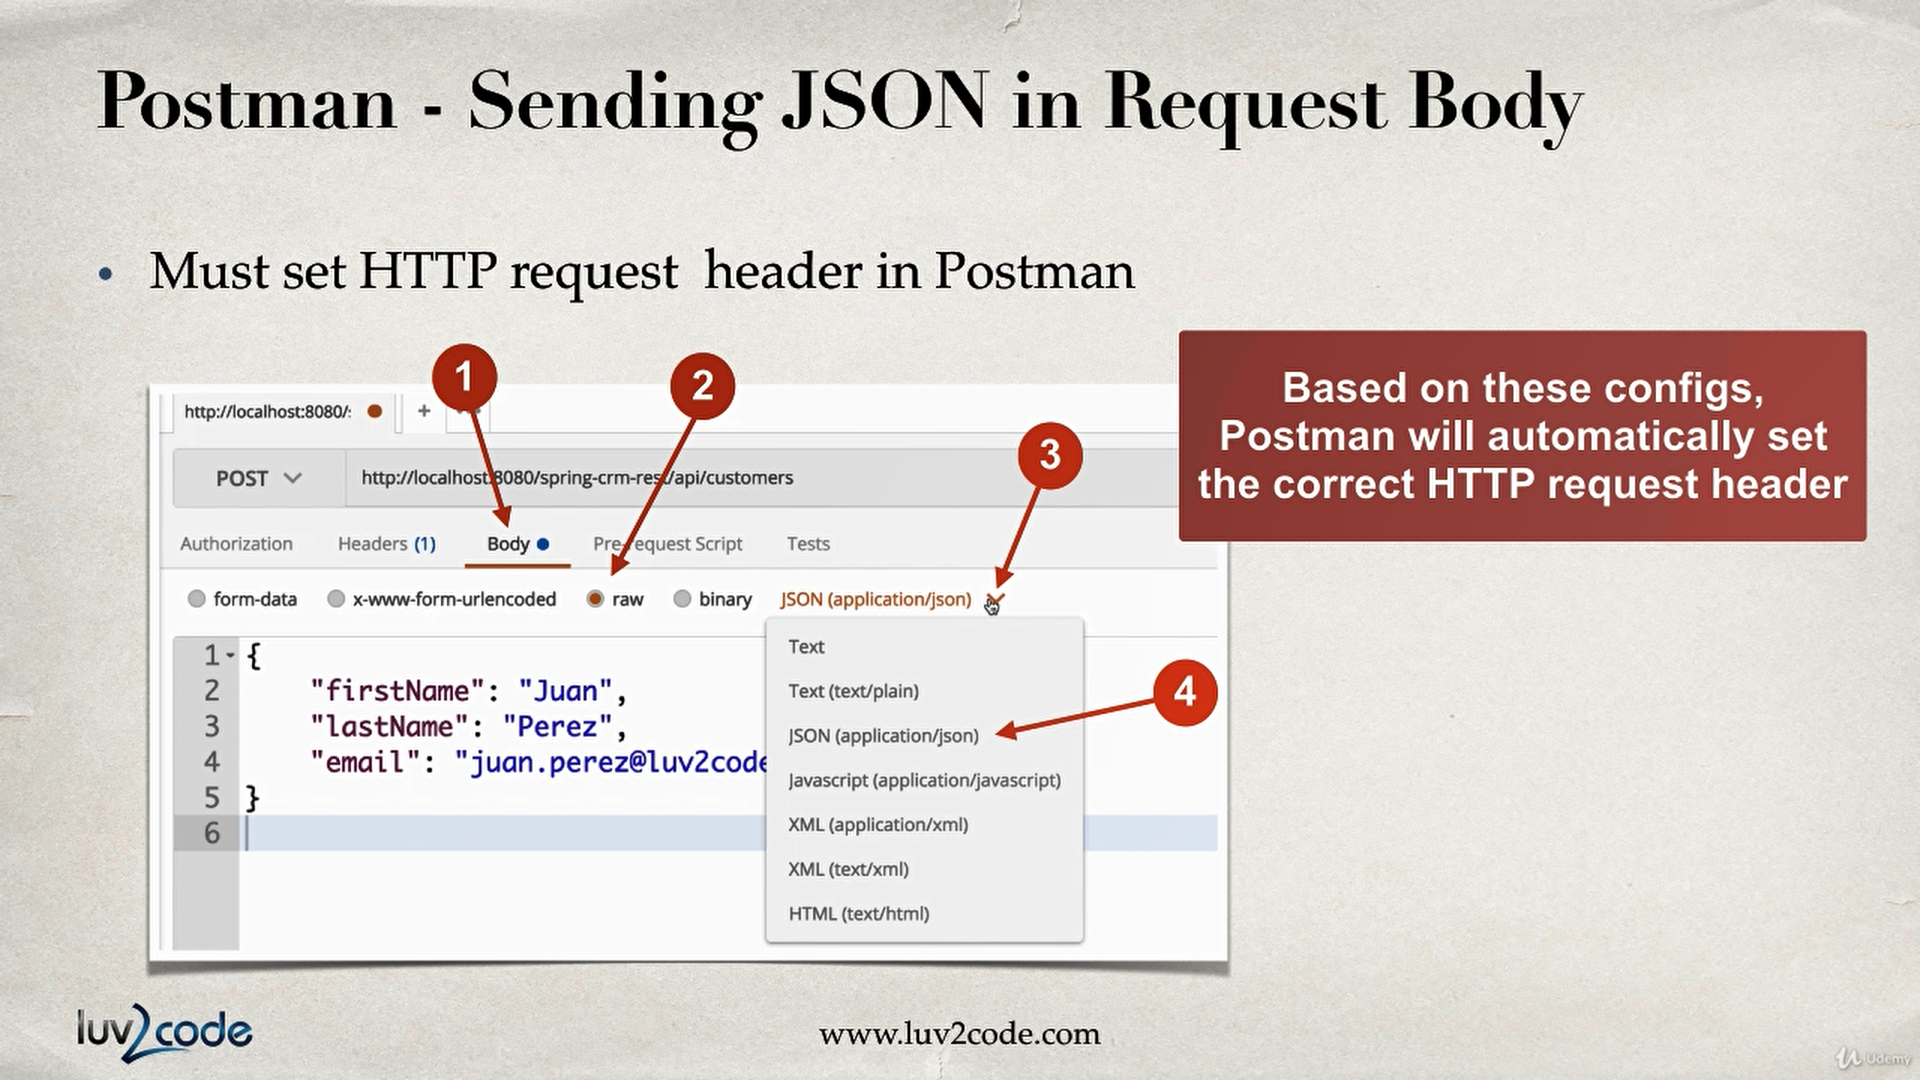 Postman - Sending JSON in Request Body
• Must set HTTP request  header in Postman
1
2
3
4
Based on these configs,
Postman will automatically set
the correct HTTP request header
http://localhost:8080/:
+
POST
http://localhost:8080/spring-crm-rest/api/customers
Authorization Headers (1) Body Pre-request Script Tests
form-data x-www-form-urlencoded raw binary JSON (application/json)
1 {
2 "firstName": "Juan",
3 "lastName": "Perez",
4 "email": "juan.perez@luv2code
5 }
6
Text
Text (text/plain)
JSON (application/json)
Javascript (application/javascript)
XML (application/xml)
XML (text/xml)
HTML (text/html)
luv2code
www.luv2code.com
Udemy